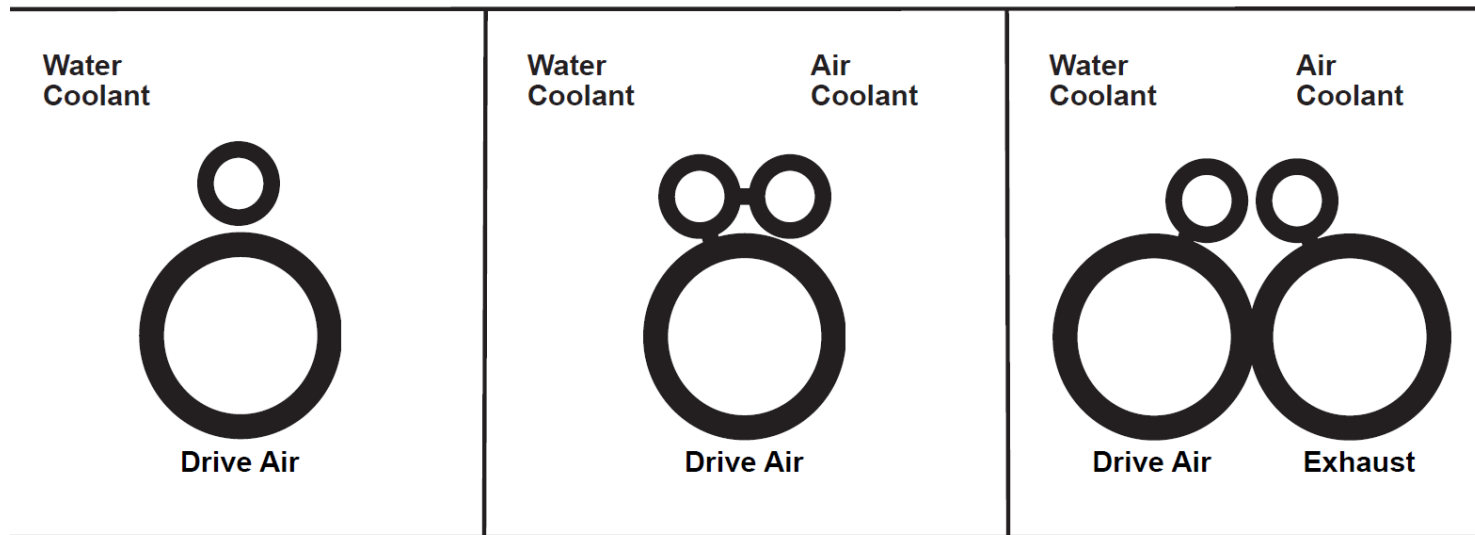 Water
Coolant
Drive Air
Water
Coolant
Air
Coolant
Drive Air
Water
Coolant
Air
Coolant
Drive Air
Exhaust